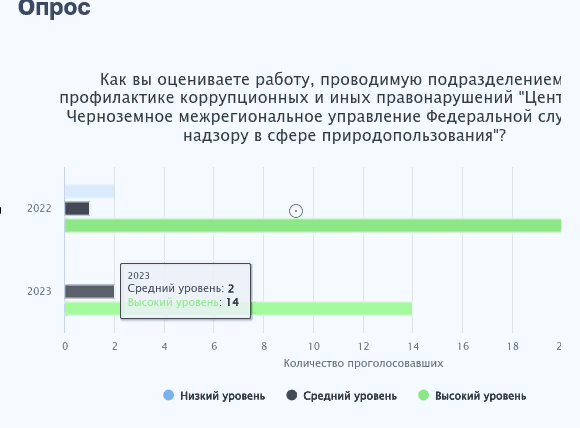 Опрос
Как вы оцениваете работу, проводимую подразделением
профилактике коррупционных и иных правонарушений "Цент
Черноземное межрегиональное управление Федеральной слу
надзору в сфере природопользования"?
2022
2023
2023
Средний уровень: 2
Высокий уровень: 14
0 2 4 6 8 10 12 14 16 18 2
Количество проголосовавших
Низкий уровень Средний уровень Высокий уровень